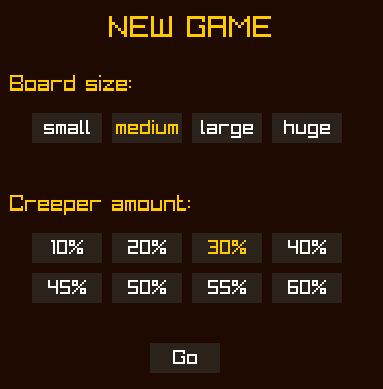 NEW GAME
Board size:
small medium large huge
Creeper amount:
10% 20% 30% 40%
45% 50% 55% 60%
Go